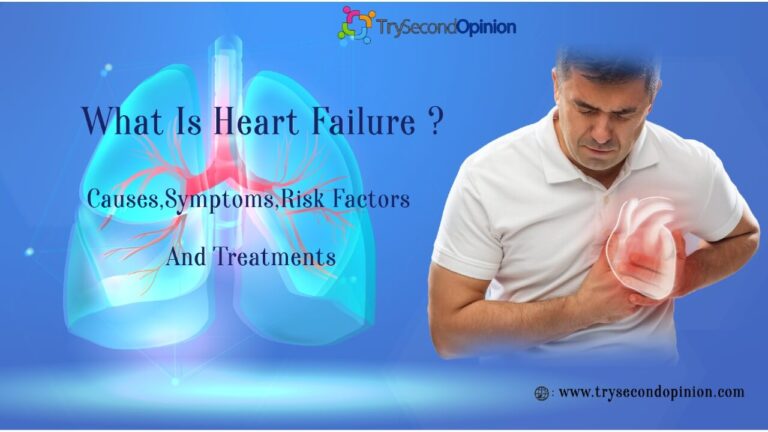 TrySecondOpinion
What Is Heart Failure ?
Causes,Symptoms,Risk Factors
And Treatments
: www.trysecondopinion.com